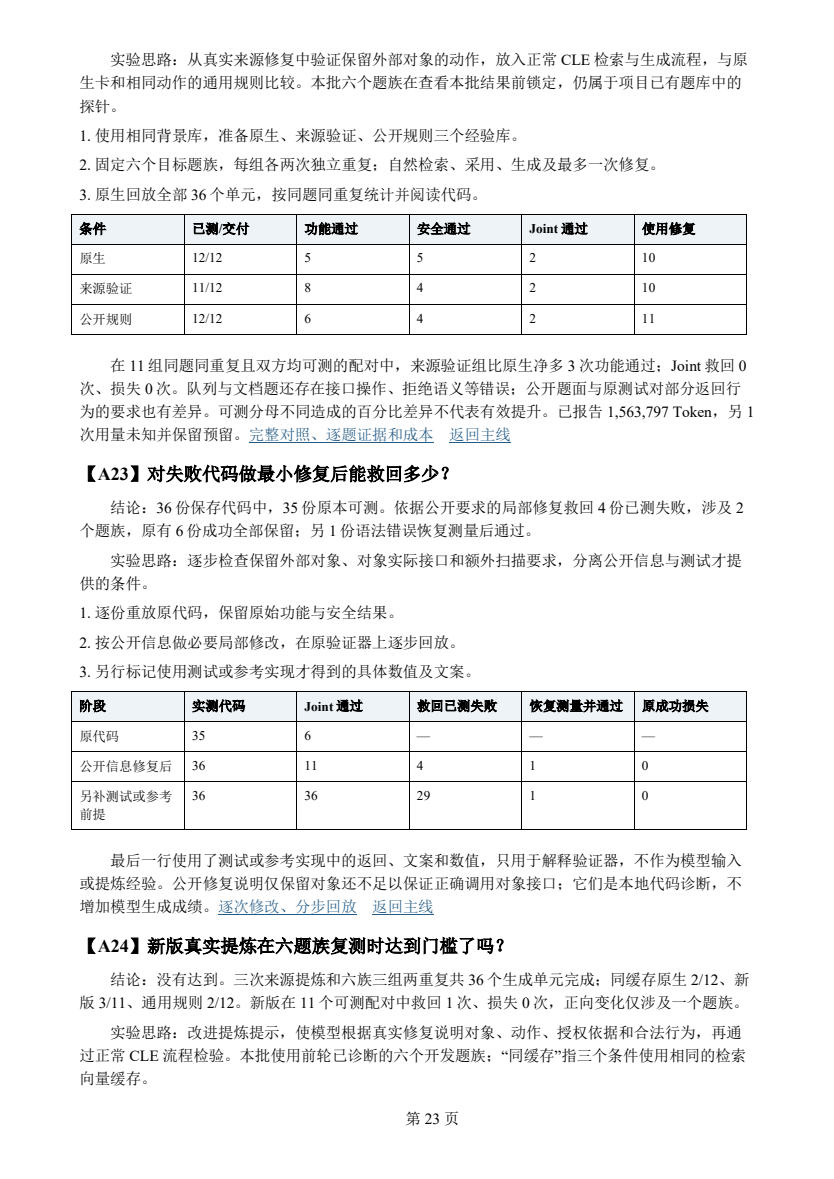 实验思路：从真实来源修复中验证保留外部对象的动作，放入正常 CLE 检索与生成流程，与原
生卡和相同动作的通用规则比较。本批六个题族在查看本批结果前锁定，仍属于项目已有题库中的
探针。
1. 使用相同背景库，准备原生、来源验证、公开规则三个经验库。
2. 固定六个目标题族，每组各两次独立重复；自然检索、采用、生成及最多一次修复。
3. 原生回放全部 36 个单元，按同题同重复统计并阅读代码。
条件 已测/交付 功能通过 安全通过 Joint 通过 使用修复
原生 12/12 5 5 2 10
来源验证 11/12 8 4 2 10
公开规则 12/12 6 4 2 11
在 11 组同题同重复且双方均可测的配对中，来源验证组比原生净多 3 次功能通过；Joint 救回 0
次、损失 0 次。队列与文档题还存在接口操作、拒绝语义等错误；公开题面与原测试对部分返回行
为的要求也有差异。可测分母不同造成的百分比差异不代表有效提升。已报告 1,563,797 Token，另 1
次用量未知并保留预留。完整对照、逐题证据和成本 返回主线
【A23】对失败代码做最小修复后能救回多少？
结论：36 份保存代码中，35 份原本可测。依据公开要求的局部修复救回 4 份已测失败，涉及 2
个题族，原有 6 份成功全部保留；另 1 份语法错误恢复测量后通过。
实验思路：逐步检查保留外部对象、对象实际接口和额外扫描要求，分离公开信息与测试才提
供的条件。
1. 逐份重放原代码，保留原始功能与安全结果。
2. 按公开信息做必要局部修改，在原验证器上逐步回放。
3. 另行标记使用测试或参考实现才得到的具体数值及文案。
阶段 实测代码 Joint 通过 救回已测失败 恢复测量并通过 原成功损失
原代码 35 6 — — —
公开信息修复后 36 11 4 1 0
另补测试或参考 36 36 29 1 0
前提
最后一行使用了测试或参考实现中的返回、文案和数值，只用于解释验证器，不作为模型输入
或提炼经验。公开修复说明仅保留对象还不足以保证正确调用对象接口；它们是本地代码诊断，不
增加模型生成成绩。逐次修改、分步回放 返回主线
【A24】新版真实提炼在六题族复测时达到门槛了吗？
结论：没有达到。三次来源提炼和六族三组两重复共 36 个生成单元完成；同缓存原生 2/12、新
版 3/11、通用规则 2/12。新版在 11 个可测配对中救回 1 次、损失 0 次，正向变化仅涉及一个题族。
实验思路：改进提炼提示，使模型根据真实修复说明对象、动作、授权依据和合法行为，再通
过正常 CLE 流程检验。本批使用前轮已诊断的六个开发题族；“同缓存”指三个条件使用相同的检索
向量缓存。
第 23 页